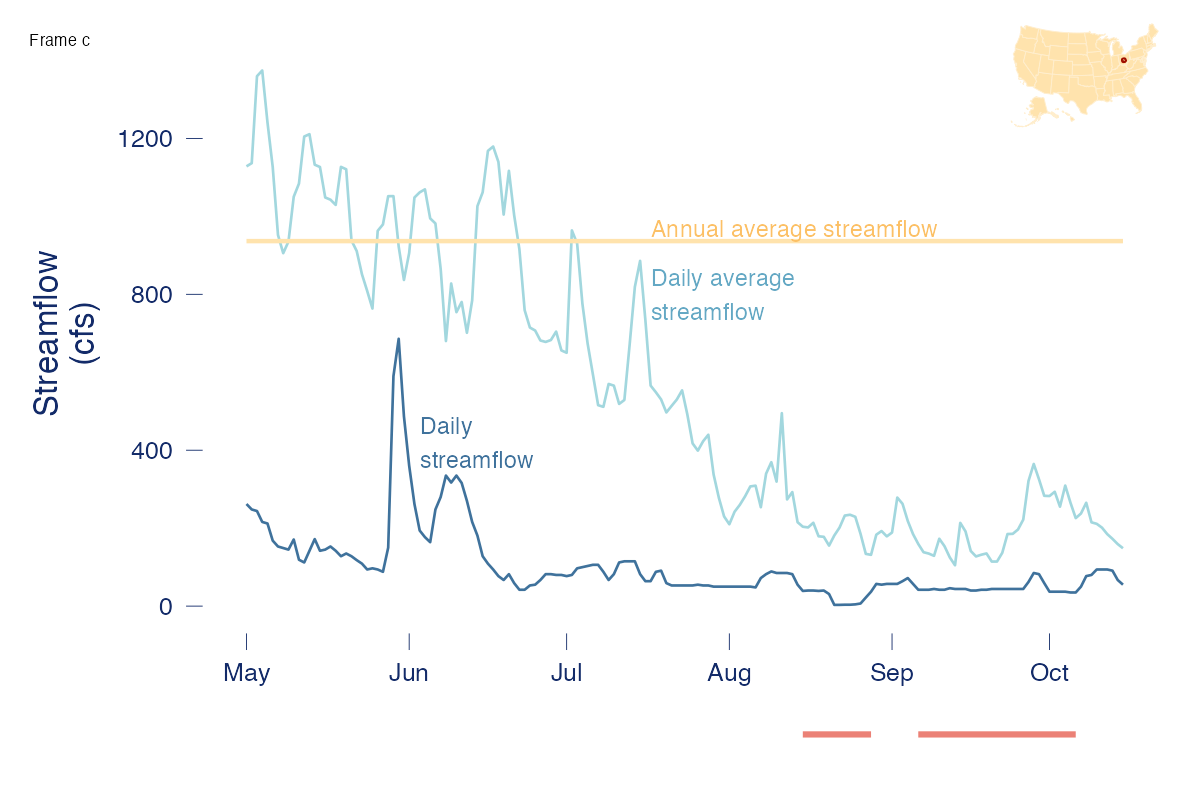 Frame c
1200
800
400
0
Streamflow
(cfs)
Annual average streamflow
Daily average
streamflow
Daily
streamflow
May
Jun
Jul
Aug
Sep
Oct